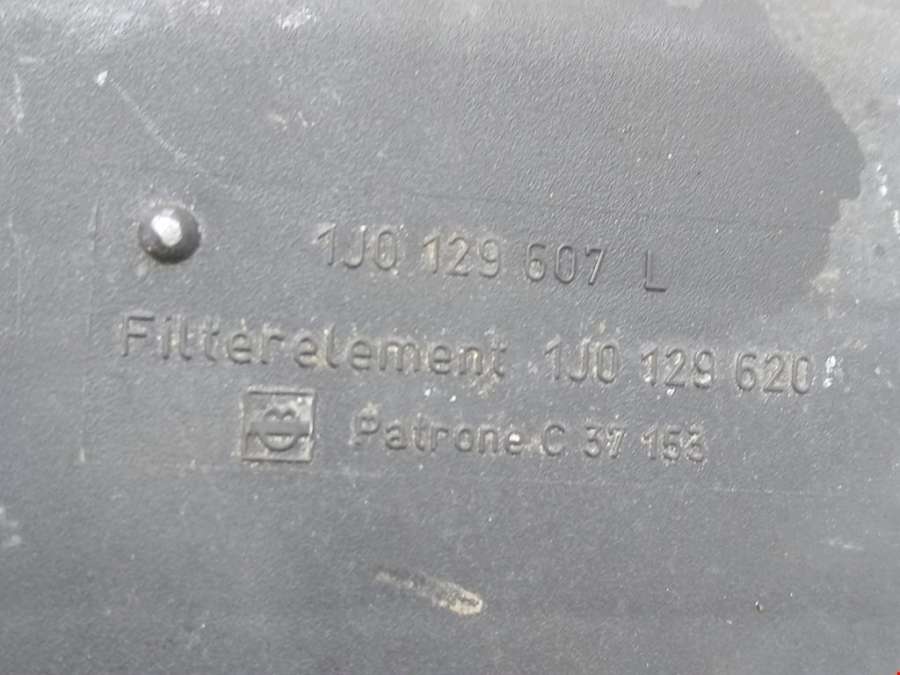 1J0 129 607 L
Filterelement 1J0 129 620
Patrone C 37 153